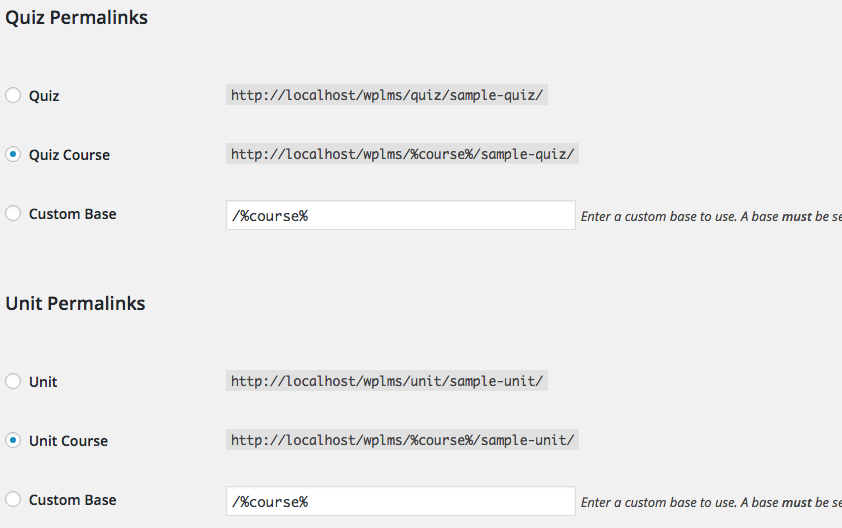 Quiz Permalinks
Quiz http://localhost/wplms/quiz/sample-quiz/
Quiz Course http://localhost/wplms/%course%/sample-quiz/
Custom Base /%course% Enter a custom base to use. A base must be
Unit Permalinks
Unit http://localhost/wplms/unit/sample-unit/
Unit Course http://localhost/wplms/%course%/sample-unit/
Custom Base /%course% Enter a custom base to use. A base must be